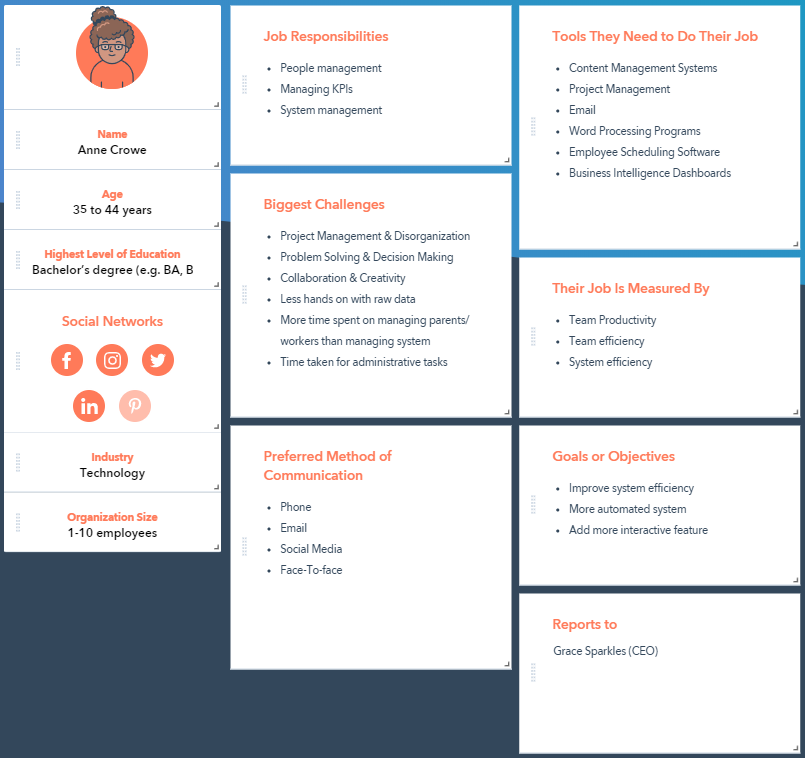 Name
Anne Crowe
Age
35 to 44 years
Highest Level of Education
Bachelor's degree (e.g. BA, B
Social Networks
Industry
Technology
Organization Size
1-10 employees
Job Responsibilities
People management
Managing KPIs
System management
Biggest Challenges
Project Management & Disorganization
Problem Solving & Decision Making
Collaboration & Creativity
Less hands on with raw data
More time spent on managing parents/
workers than managing system
Time taken for administrative tasks
Preferred Method of
Communication
Phone
Email
Social Media
Face-To-face
Tools They Need to Do Their Job
Content Management Systems
Project Management
Email
Word Processing Programs
Employee Scheduling Software
Business Intelligence Dashboards
Their Job Is Measured By
Team Productivity
Team efficiency
System efficiency
Goals or Objectives
Improve system efficiency
More automated system
Add more interactive feature
Reports to
Grace Sparkles (CEO)